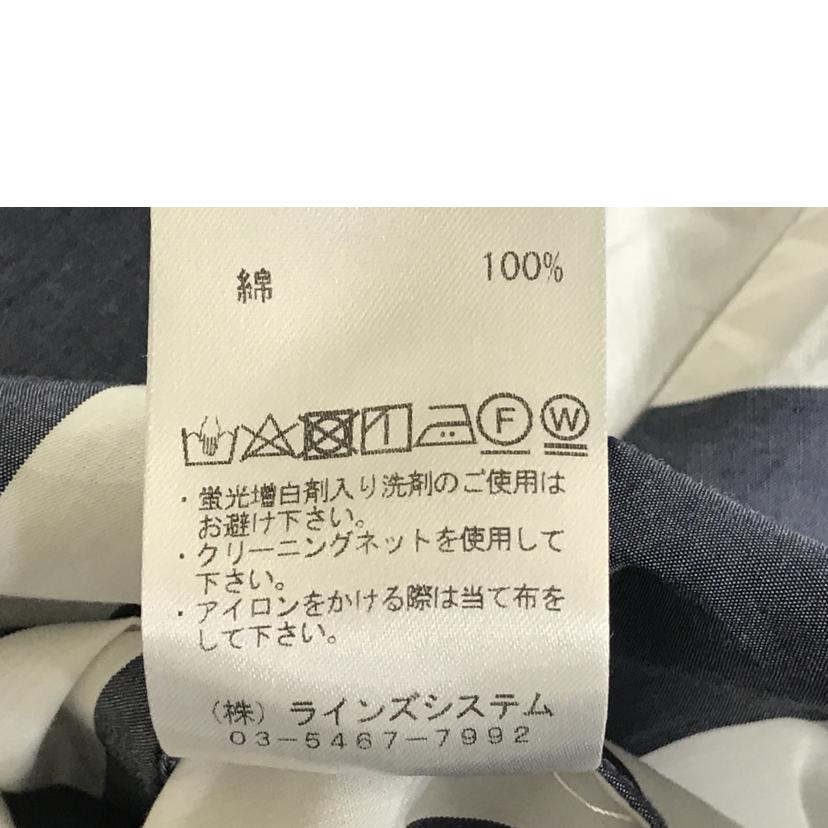 綿 100%
F W
・蛍光増白剤入り洗剤のご使用は
お避け下さい。
・クリーニングネットを使用して
下さい。
・アイロンをかける際は当て布を
して下さい。
(株) ラインズシステム
03-5467-7992